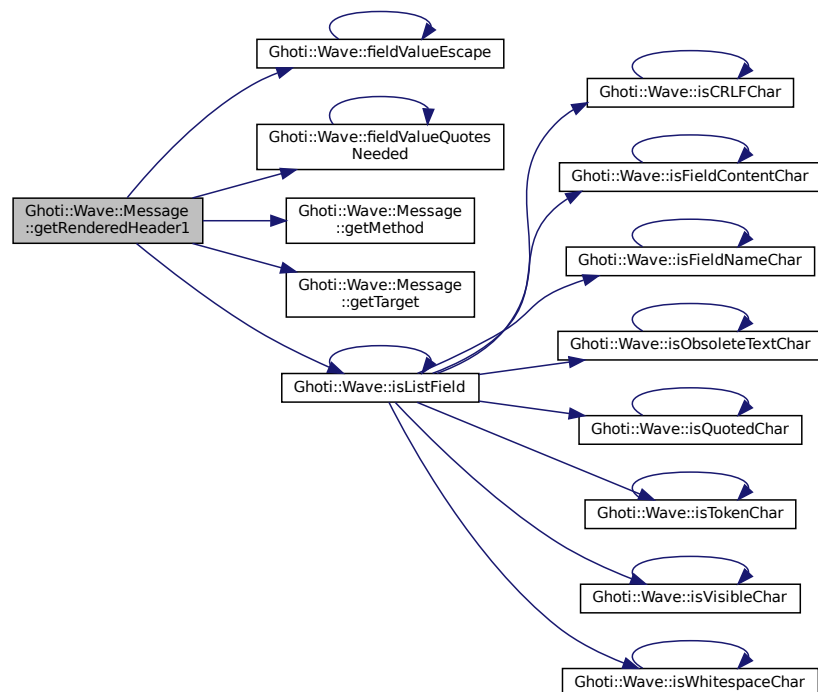 Ghoti::Wave::fieldValueEscape
Ghoti::Wave::fieldValueQuotes
Needed
Ghoti::Wave::Message
::getRenderedHeader1
Ghoti::Wave::Message
::getMethod
Ghoti::Wave::Message
::getTarget
Ghoti::Wave::isListField
Ghoti::Wave::isCRLFChar
Ghoti::Wave::isFieldContentChar
Ghoti::Wave::isFieldNameChar
Ghoti::Wave::isObsoleteTextChar
Ghoti::Wave::isQuotedChar
Ghoti::Wave::isTokenChar
Ghoti::Wave::isVisibleChar
Ghoti::Wave::isWhitespaceChar